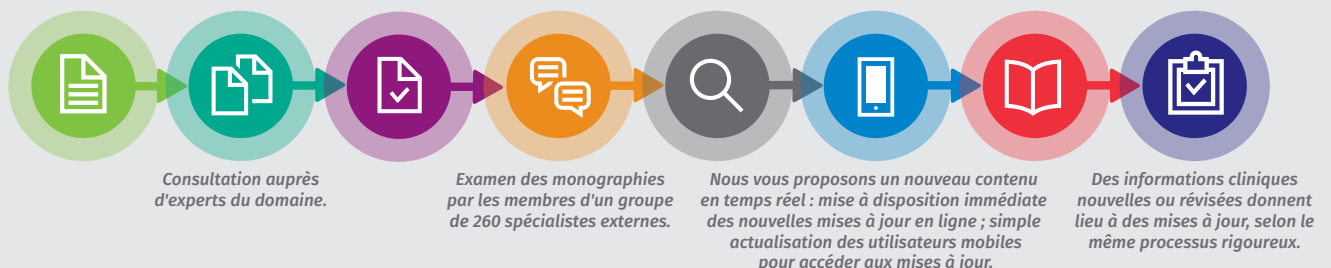 Consultation auprès
d'experts du domaine.
Examen des monographies
par les membres d'un groupe
de 260 spécialistes externes.
Nous vous proposons un nouveau contenu
en temps réel : mise à disposition immédiate
des nouvelles mises à jour en ligne ; simple
actualisation des utilisateurs mobiles
pour accéder aux mises à jour.
Des informations cliniques
nouvelles ou révisées donnent
lieu à des mises à jour, selon le
même processus rigoureux.